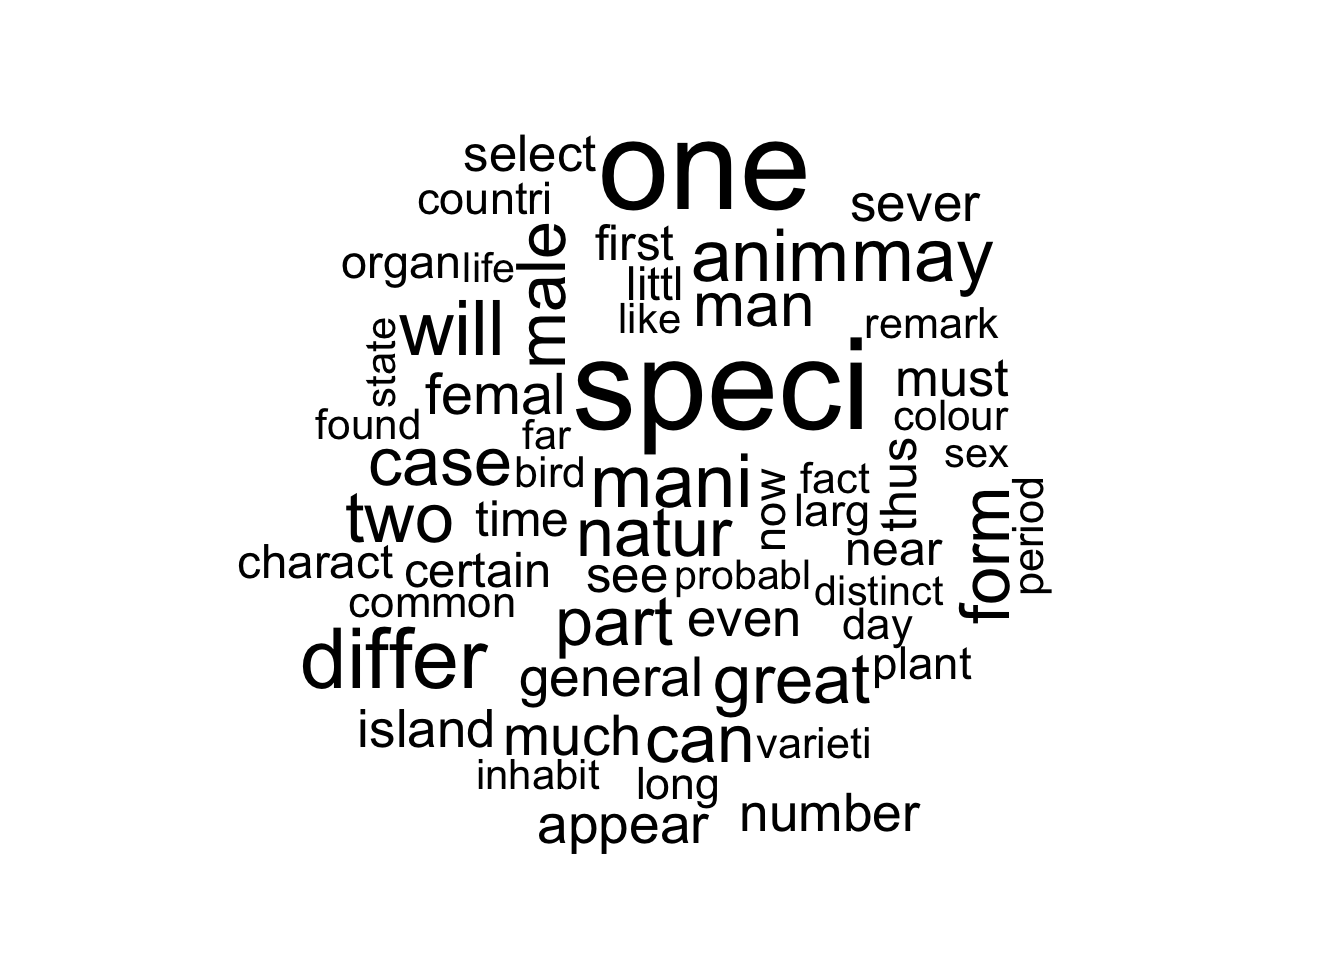 select one
countri sever
male first
organ life anim may
littl
like man
will remark
state
femal speci must
found far colour
case bird mani now fact thus sex
two time natur larg form period
near
charact certain see probabl distinct
common part even day
differ general great plant
island much can varieti
inhabit long
appear number